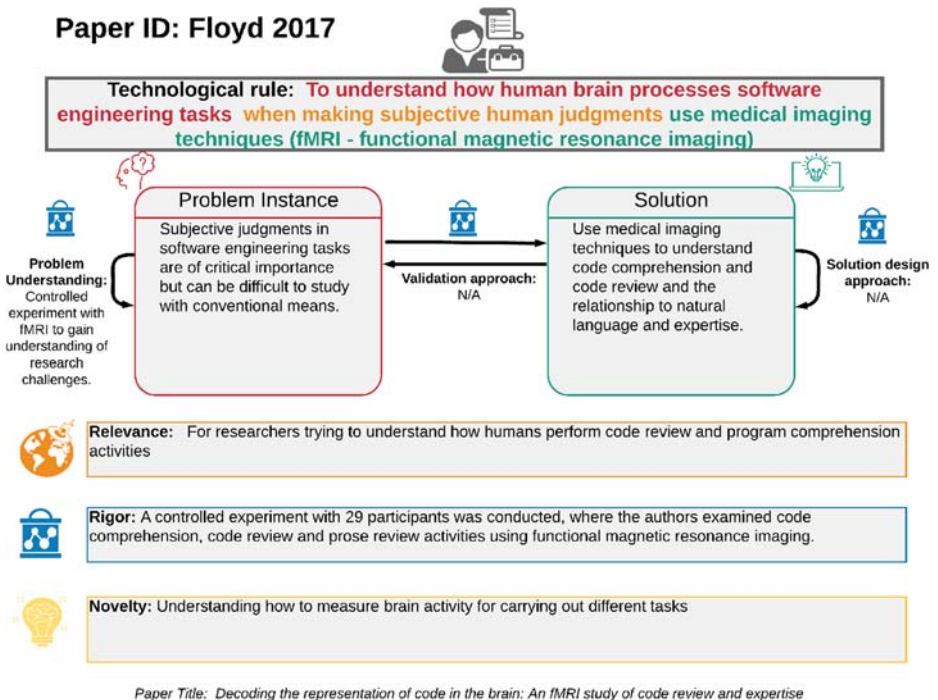 Paper ID: Floyd 2017
Technological rule: To understand how human brain processes software
engineering tasks when making subjective human judgments use medical imaging
techniques (fMRI - functional magnetic resonance imaging)
Problem Instance
Subjective judgments in
software engineering tasks
are of critical importance
but can be difficult to study
with conventional means.
Solution
Use medical imaging
techniques to understand
code comprehension and
code review and the
relationship to natural
language and expertise.
Problem
Understanding:
Controlled
experiment with
fMRI to gain
understanding of
research
challenges.
Validation approach:
N/A
Solution design
approach:
N/A
Relevance: For researchers trying to understand how humans perform code review and program comprehension
activities
Rigor: A controlled experiment with 29 participants was conducted, where the authors examined code
comprehension, code review and prose review activities using functional magnetic resonance imaging.
Novelty: Understanding how to measure brain activity for carrying out different tasks
Paper Title: Decoding the representation of code in the brain: An fMRI study of code review and expertise